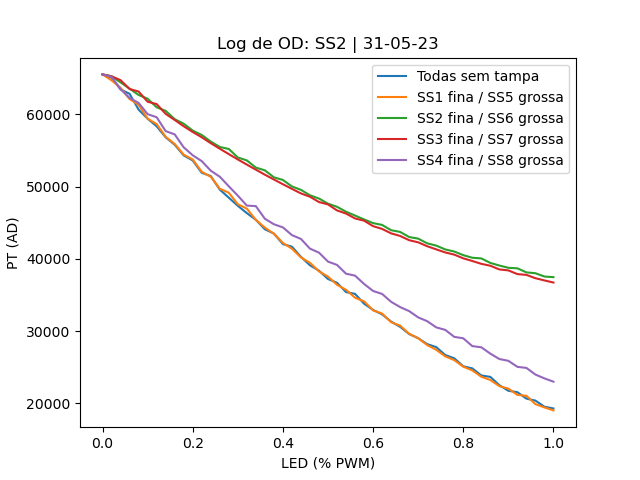 Log de OD: SS2 | 31-05-23
Todas sem tampa
SS1 fina / SS5 grossa
SS2 fina / SS6 grossa
SS3 fina / SS7 grossa
SS4 fina / SS8 grossa
PT (AD)
60000
50000
40000
30000
20000
0.0 0.2 0.4 0.6 0.8 1.0
LED (% PWM)